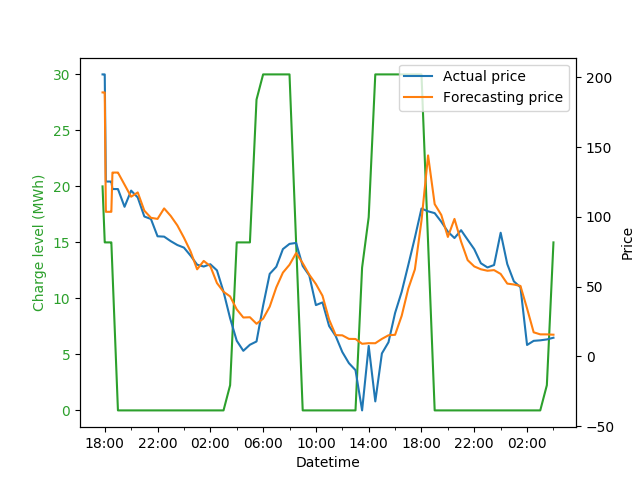 Actual price
Forecasting price
Charge level (MWh)
30
25
20
15
10
5
0
Price
200
150
100
50
0
−50
18:00 22:00 02:00 06:00 10:00 14:00 18:00 22:00 02:00
Datetime